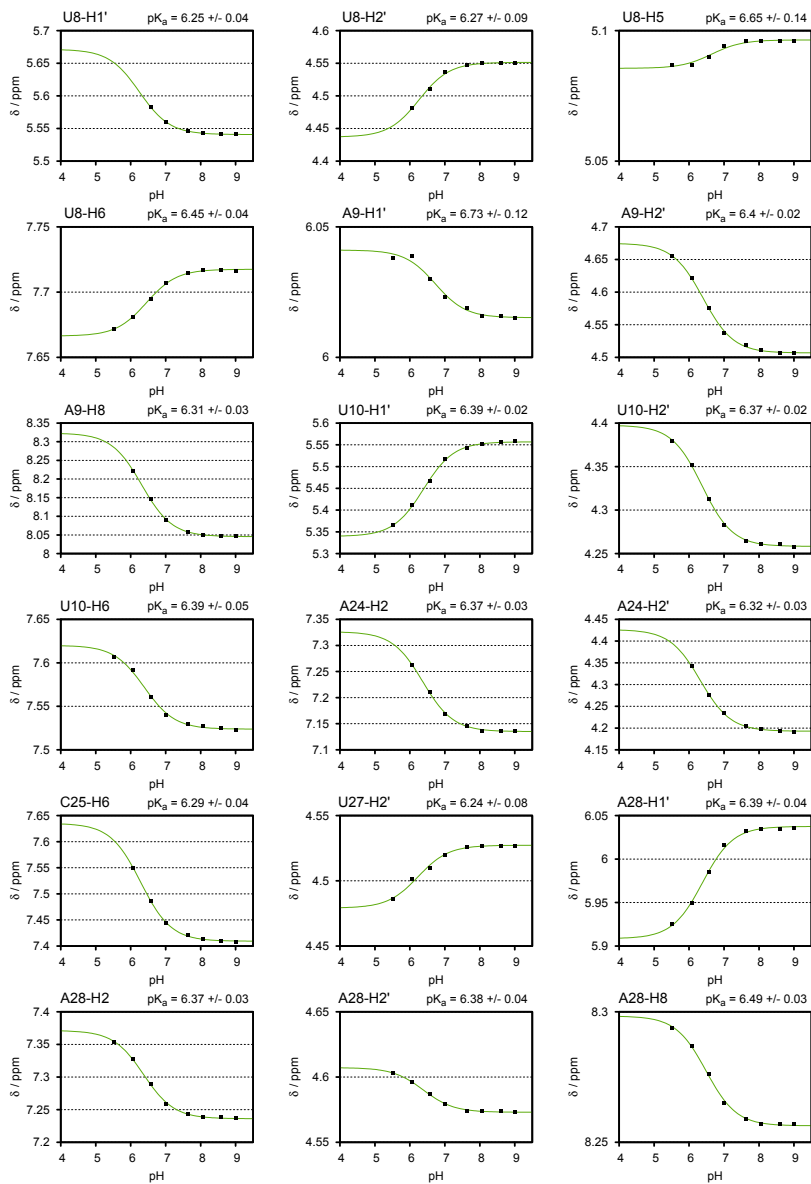 U8-H1' pKa = 6.25 +/- 0.04
5.7
5.65
5.6
5.55
5.5
δ / ppm
4 5 6 7 8 9
pH
U8-H2' pKa = 6.27 +/- 0.09
4.6
4.55
4.5
4.45
4.4
δ / ppm
4 5 6 7 8 9
pH
U8-H5 pKa = 6.65 +/- 0.14
5.1
5.05
δ / ppm
4 5 6 7 8 9
pH
U8-H6 pKa = 6.45 +/- 0.04
7.75
7.7
7.65
δ / ppm
4 5 6 7 8 9
pH
A9-H1' pKa = 6.73 +/- 0.12
6.05
6
δ / ppm
4 5 6 7 8 9
pH
A9-H2' pKa = 6.4 +/- 0.02
4.7
4.65
4.6
4.55
4.5
δ / ppm
4 5 6 7 8 9
pH
A9-H8 pKa = 6.31 +/- 0.03
8.35
8.3
8.25
8.2
8.15
8.1
8.05
8
δ / ppm
4 5 6 7 8 9
pH
U10-H1' pKa = 6.39 +/- 0.02
5.6
5.55
5.5
5.45
5.4
5.35
5.3
δ / ppm
4 5 6 7 8 9
pH
U10-H2' pKa = 6.37 +/- 0.02
4.4
4.35
4.3
4.25
δ / ppm
4 5 6 7 8 9
pH
U10-H6 pKa = 6.39 +/- 0.05
7.65
7.6
7.55
7.5
δ / ppm
4 5 6 7 8 9
pH
A24-H2 pKa = 6.37 +/- 0.03
7.35
7.3
7.25
7.2
7.15
7.1
δ / ppm
4 5 6 7 8 9
pH
A24-H2' pKa = 6.32 +/- 0.03
4.45
4.4
4.35
4.3
4.25
4.2
4.15
δ / ppm
4 5 6 7 8 9
pH
C25-H6 pKa = 6.29 +/- 0.04
7.65
7.6
7.55
7.5
7.45
7.4
δ / ppm
4 5 6 7 8 9
pH
U27-H2' pKa = 6.24 +/- 0.08
4.55
4.5
4.45
δ / ppm
4 5 6 7 8 9
pH
A28-H1' pKa = 6.39 +/- 0.04
6.05
6
5.95
5.9
δ / ppm
4 5 6 7 8 9
pH
A28-H2 pKa = 6.37 +/- 0.03
7.4
7.35
7.3
7.25
7.2
δ / ppm
4 5 6 7 8 9
pH
A28-H2' pKa = 6.38 +/- 0.04
4.65
4.6
4.55
δ / ppm
4 5 6 7 8 9
pH
A28-H8 pKa = 6.49 +/- 0.03
8.3
8.25
δ / ppm
4 5 6 7 8 9
pH